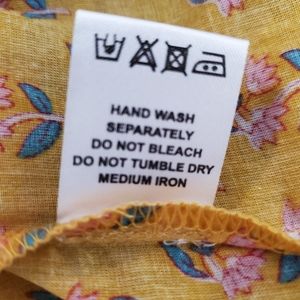 HAND WASH
SEPARATELY
DO NOT BLEACH
DO NOT TUMBLE DRY
MEDIUM IRON